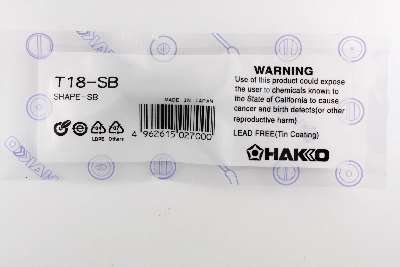 T18-SB
SHAPE-SB
MADE IN JAPAN
4 962615 027000
LDPE Others
WARNING
Use of this product could expose
the user to chemicals known to
the State of California to cause
cancer and birth defects(or other
reproductive harm)
LEAD FREE(Tin Coating)
HAKKO